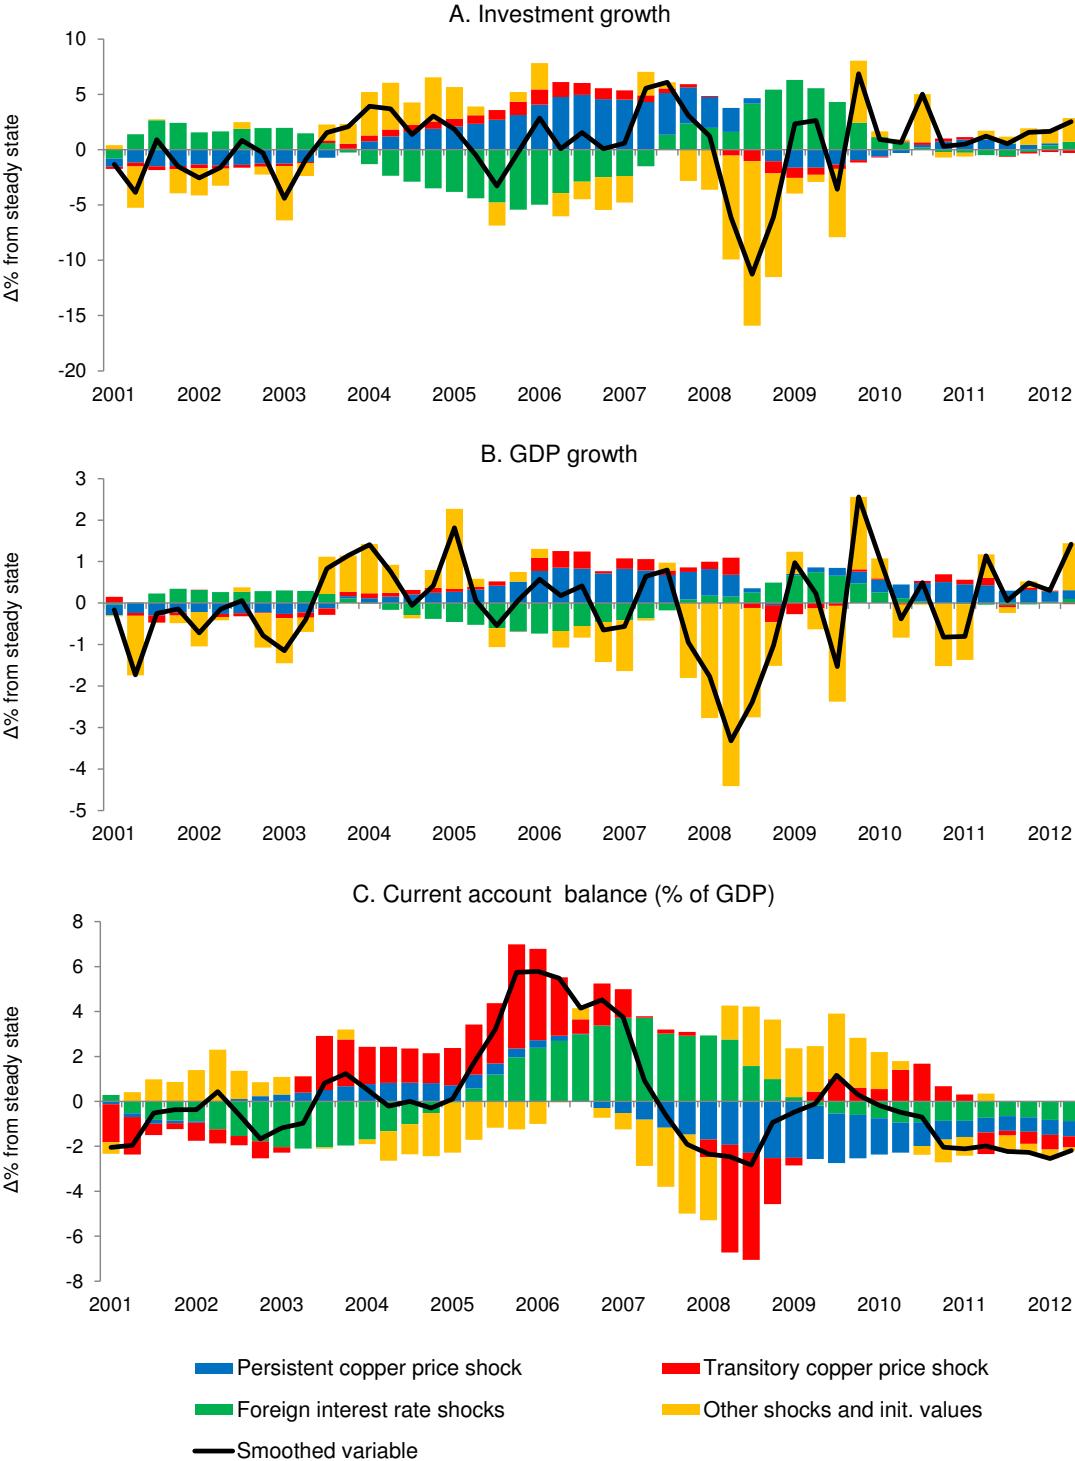 A. Investment growth
Δ% from steady state
10
5
0
-5
-10
-15
-20
2001 2002 2003 2004 2005 2006 2007 2008 2009 2010 2011 2012
B. GDP growth
Δ% from steady state
3
2
1
0
-1
-2
-3
-4
-5
2001 2002 2003 2004 2005 2006 2007 2008 2009 2010 2011 2012
C. Current account balance (% of GDP)
Δ% from steady state
8
6
4
2
0
-2
-4
-6
-8
2001 2002 2003 2004 2005 2006 2007 2008 2009 2010 2011 2012
Persistent copper price shock
Transitory copper price shock
Foreign interest rate shocks
Other shocks and init. values
Smoothed variable